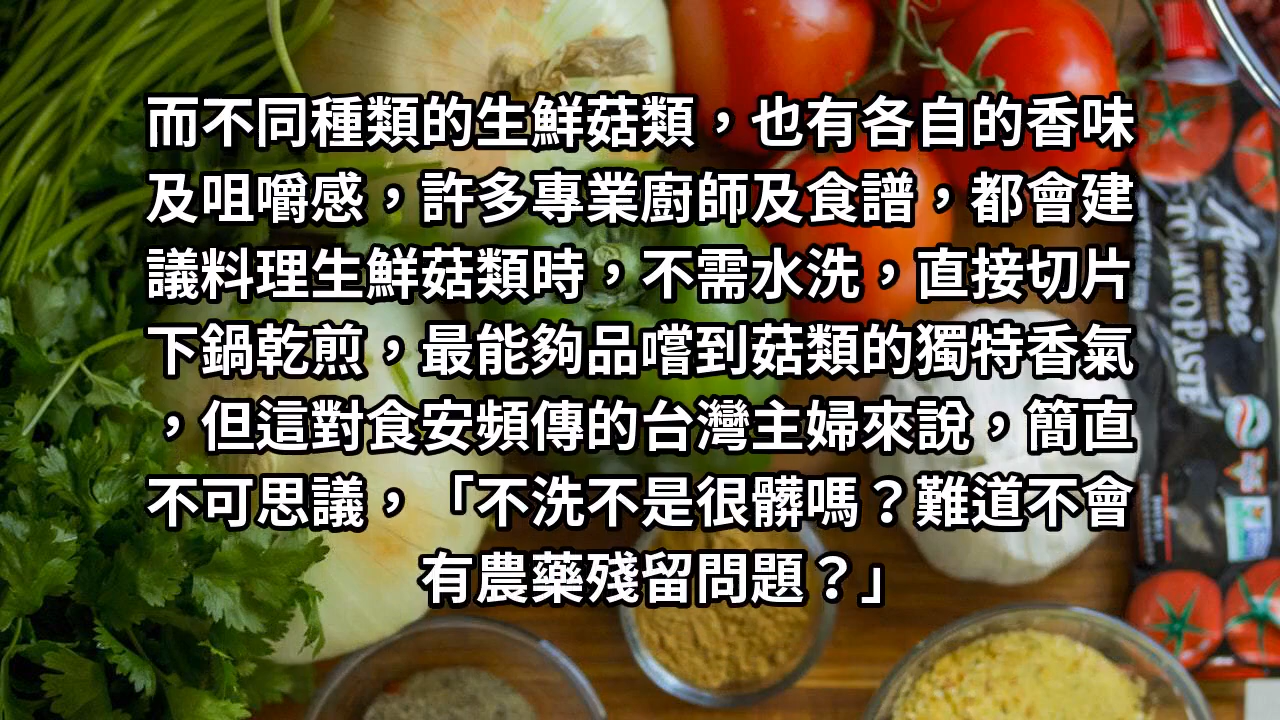 而不同種類的生鮮菇類，也有各自的香味
及咀嚼感，許多專業廚師及食譜，都會建
議料理生鮮菇類時，不需水洗，直接切片
下鍋乾煎，最能夠品嚐到菇類的獨特香氣
，但這對食安頻傳的台灣主婦來說，簡直
不可思議，「不洗不是很髒嗎？難道不會
有農藥殘留問題？」
TOMATO PASTE